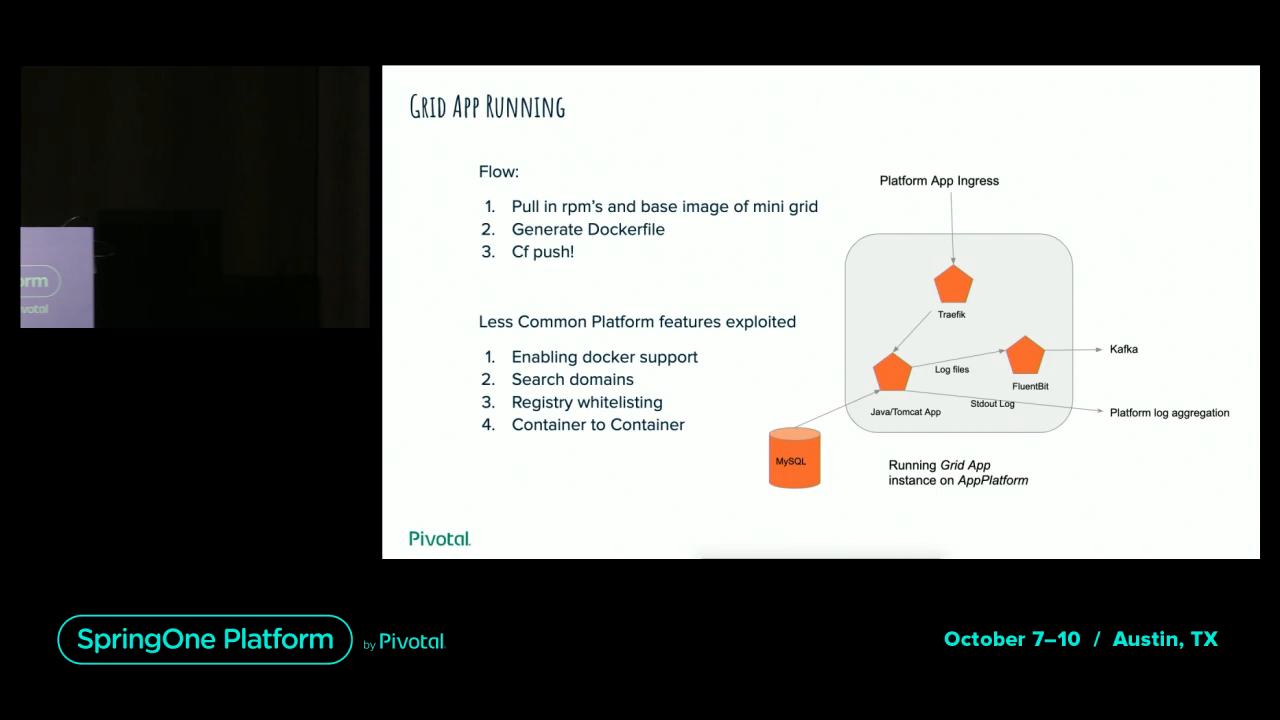 GRID APP RUNNING
Flow:
1. Pull in rpm's and base image of mini grid
2. Generate Dockerfile
3. Cf push!
Less Common Platform features exploited
1. Enabling docker support
2. Search domains
3. Registry whitelisting
4. Container to Container
Platform App Ingress
Traefik
Log files
FluentBit
Kafka
Java/Tomcat App
Stdout Log
Platform log aggregation
MySQL
Running Grid App
instance on AppPlatform
Pivotal
orm
ivotal
SpringOne Platform
by Pivotal
October 7–10 / Austin, TX